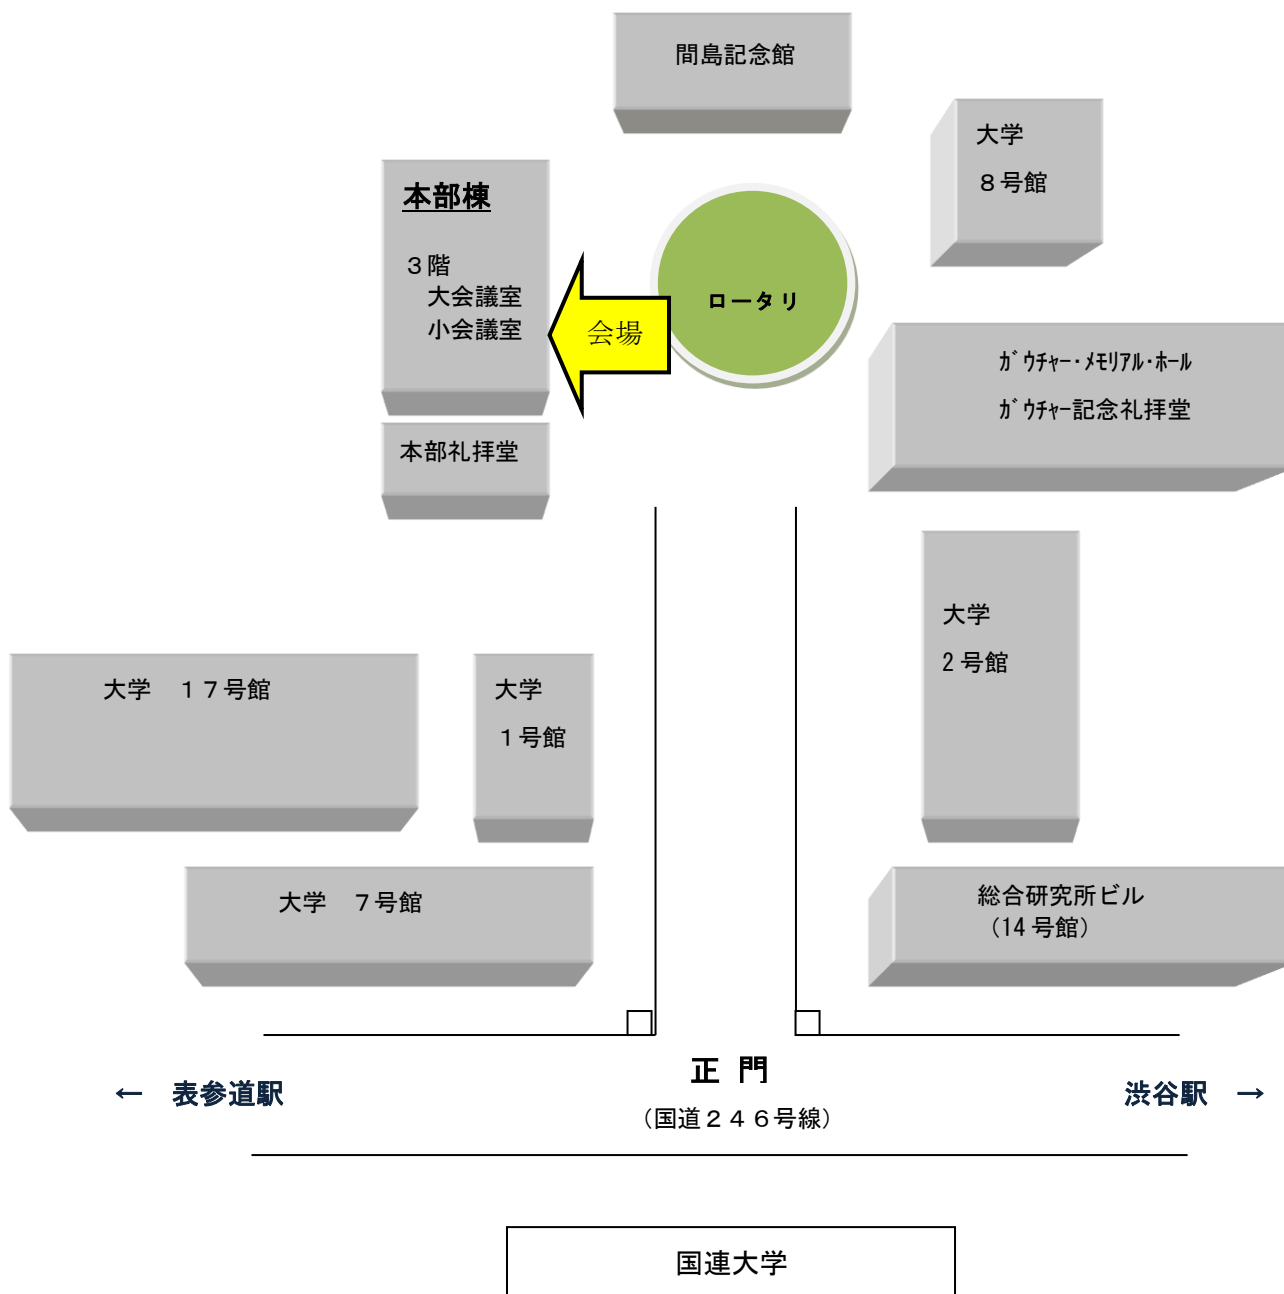 間島記念館
大学
８号館
本部棟
３階
大会議室
小会議室
会場
ロータリ
ｶﾞｳﾁｬｰ･ﾒﾓﾘｱﾙ･ﾎｰﾙ
ｶﾞｳﾁｬｰ記念礼拝堂
本部礼拝堂
大学
2号館
大学　１７号館
大学
１号館
大学　７号館
総合研究所ビル
（14号館）
正 門
←　表参道駅
渋谷駅　→
（国道２４６号線）
国連大学